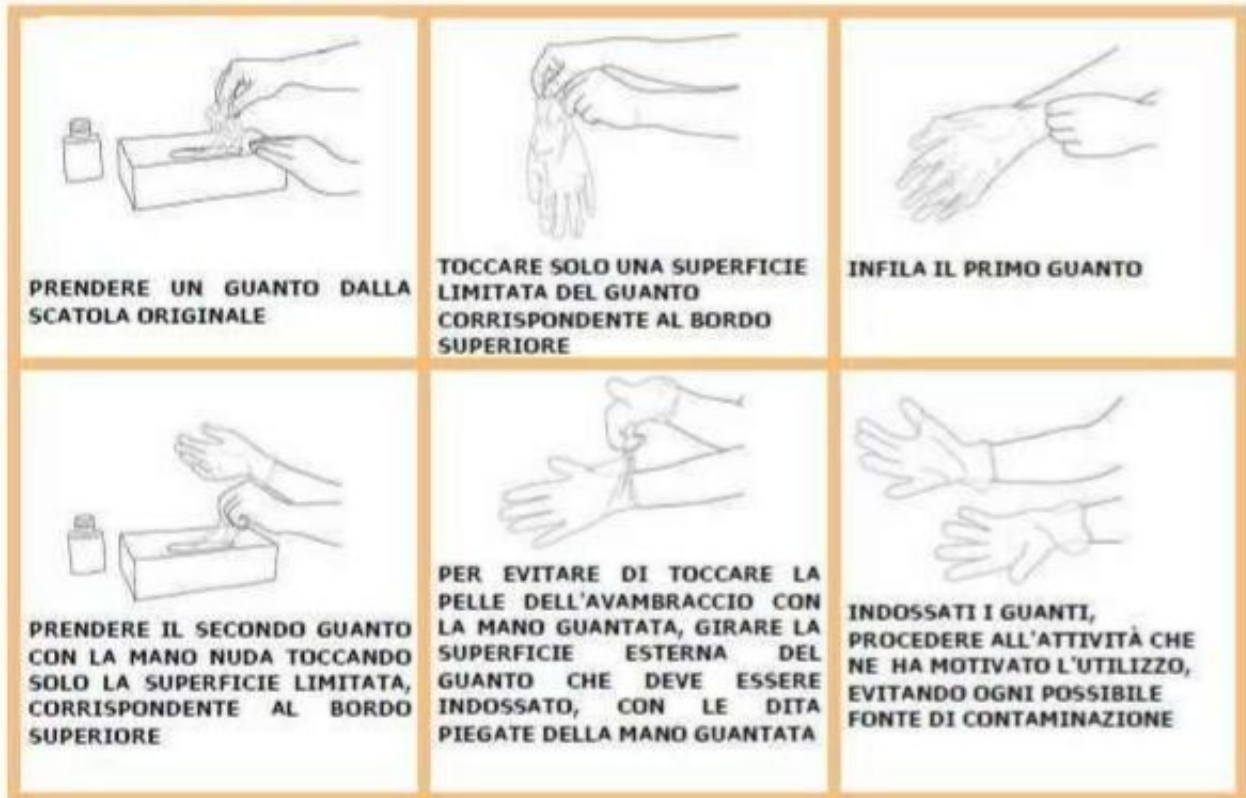 PRENDERE UN GUANTO DALLA
SCATOLA ORIGINALE
TOCCARE SOLO UNA SUPERFICIE
LIMITATA DEL GUANTO
CORRISPONDENTE AL BORDO
SUPERIORE
INFILA IL PRIMO GUANTO
PRENDERE IL SECONDO GUANTO
CON LA MANO NUDA TOCCANDO
SOLO LA SUPERFICIE LIMITATA,
CORRISPONDENTE AL BORDO
SUPERIORE
PER EVITARE DI TOCCARE LA
PELLE DELL'AVAMBRACCIO CON
LA MANO GUANTATA, GIRARE LA
SUPERFICIE ESTERNA DEL
GUANTO CHE DEVE ESSERE
INDOSSATO, CON LE DITA
PIEGATE DELLA MANO GUANTATA
INDOSSATI I GUANTI,
PROCEDERE ALL'ATTIVITÀ CHE
NE HA MOTIVATO L'UTILIZZO,
EVITANDO OGNI POSSIBILE
FONTE DI CONTAMINAZIONE